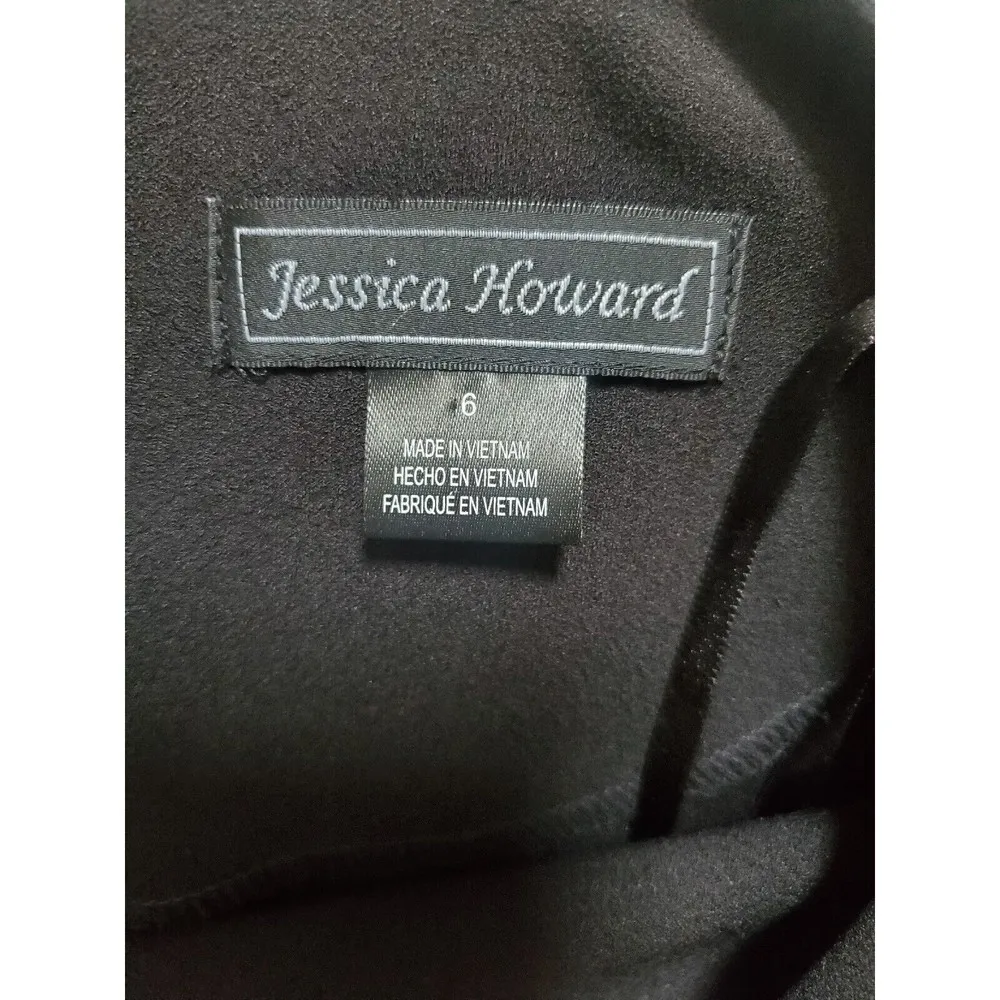 Jessica Howard
6
MADE IN VIETNAM
HECHO EN VIETNAM
FABRIQUÉ EN VIETNAM